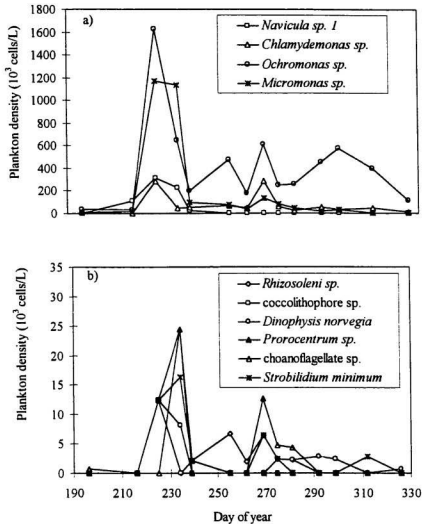 a)
Navicula sp. 1
Chlamydemonas sp.
Ochromonas sp.
Micromonas sp.
Plankton density (10³ cells/L)
1800
1600
1400
1200
1000
800
600
400
200
0
b)
Rhizosoleni sp.
coccolithophore sp.
Dinophysis norvegia
Prorocentrum sp.
choanoflagellate sp.
Strobilidium minimum
Plankton density (10³ cells/L)
35
30
25
20
15
10
5
0
190 210 230 250 270 290 310 330
Day of year